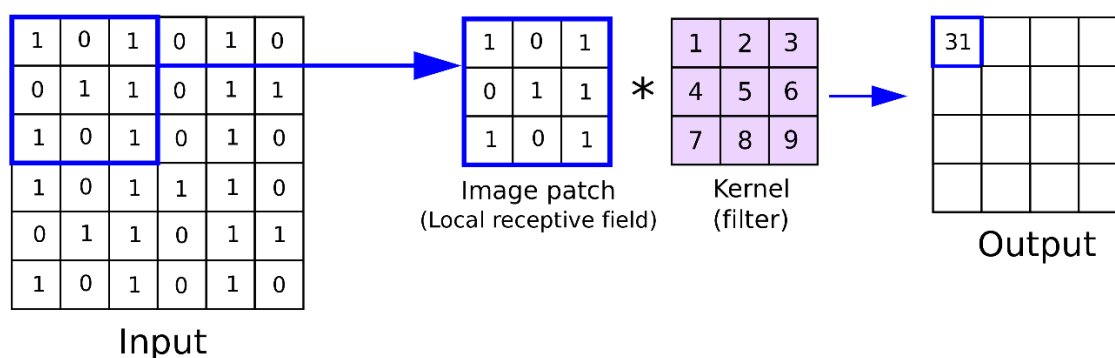 1 0 1 0 1 0
0 1 1 0 1 1
1 0 1 0 1 0
1 0 1 1 1 0
0 1 1 0 1 1
1 0 1 0 1 0
Input
1 0 1
0 1 1
1 0 1
Image patch
(Local receptive field)
*
1 2 3
4 5 6
7 8 9
Kernel
(filter)
31
Output